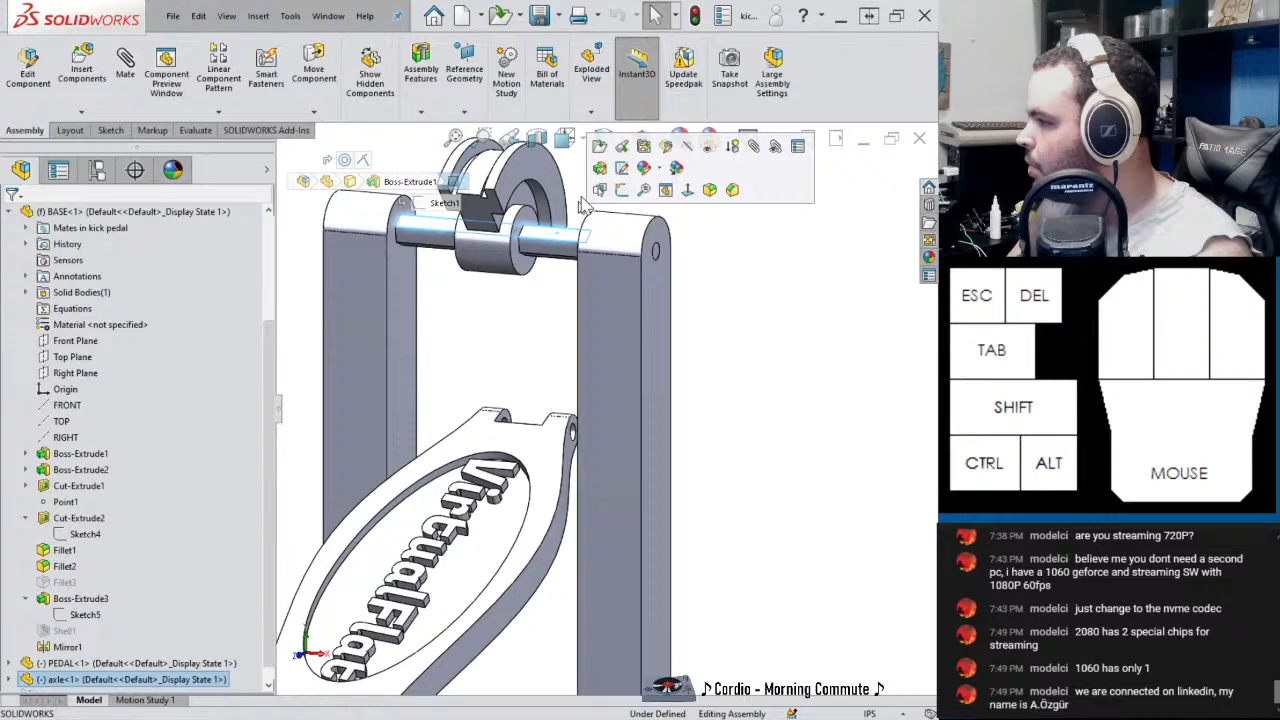 SOLIDWORKS
File
Edit
View
Insert
Tools
Window
Help
kic...
Edit Component
Insert Components
Mate
Component Preview Window
Linear Component Pattern
Smart Fasteners
Move Component
Show Hidden Components
Assembly Features
Reference Geometry
New Motion Study
Bill of Materials
Exploded View
Instant3D
Update Speedpak
Take Snapshot
Large Assembly Settings
Assembly
Layout
Sketch
Markup
Evaluate
SOLIDWORKS Add-Ins
(f) BASE<1> (Default<<Default>_Display State 1>)
Mates in kick pedal
History
Sensors
Annotations
Solid Bodies(1)
Equations
Material <not specified>
Front Plane
Top Plane
Right Plane
Origin
FRONT
TOP
RIGHT
Boss-Extrude1
Boss-Extrude2
Cut-Extrude1
Point1
Cut-Extrude2
Sketch4
Fillet1
Fillet2
Fillet3
Boss-Extrude3
Sketch5
Shell1
Mirror1
(-) PEDAL<1> (Default<<Default>_Display State 1>)
(-) axle<1> (Default<<Default>_Display State 1>)
Boss-Extrude1
Sketch1
Model
Motion Study 1
SOLIDWORKS
Under Defined
Editing Assembly
IPS
♪ Cordio - Morning Commute ♪
PATIO MAGE
marantz
PROFESSIONAL
ESC
DEL
TAB
SHIFT
CTRL
ALT
MOUSE
7:38 PM modelci are you streaming 720P?
7:43 PM modelci believe me you dont need a second
pc, i have a 1060 geforce and streaming SW with
1080P 60fps
7:43 PM modelci just change to the nvme codec
7:49 PM modelci 2080 has 2 special chips for
streaming
7:49 PM modelci 1060 has only 1
7:49 PM modelci we are connected on linkedin, my
name is A.Özgür